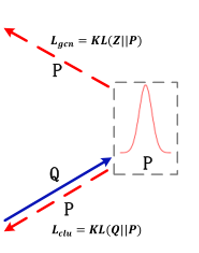 L_gcn = KL(Z||P)
P
P
Q
P
L_clu = KL(Q||P)